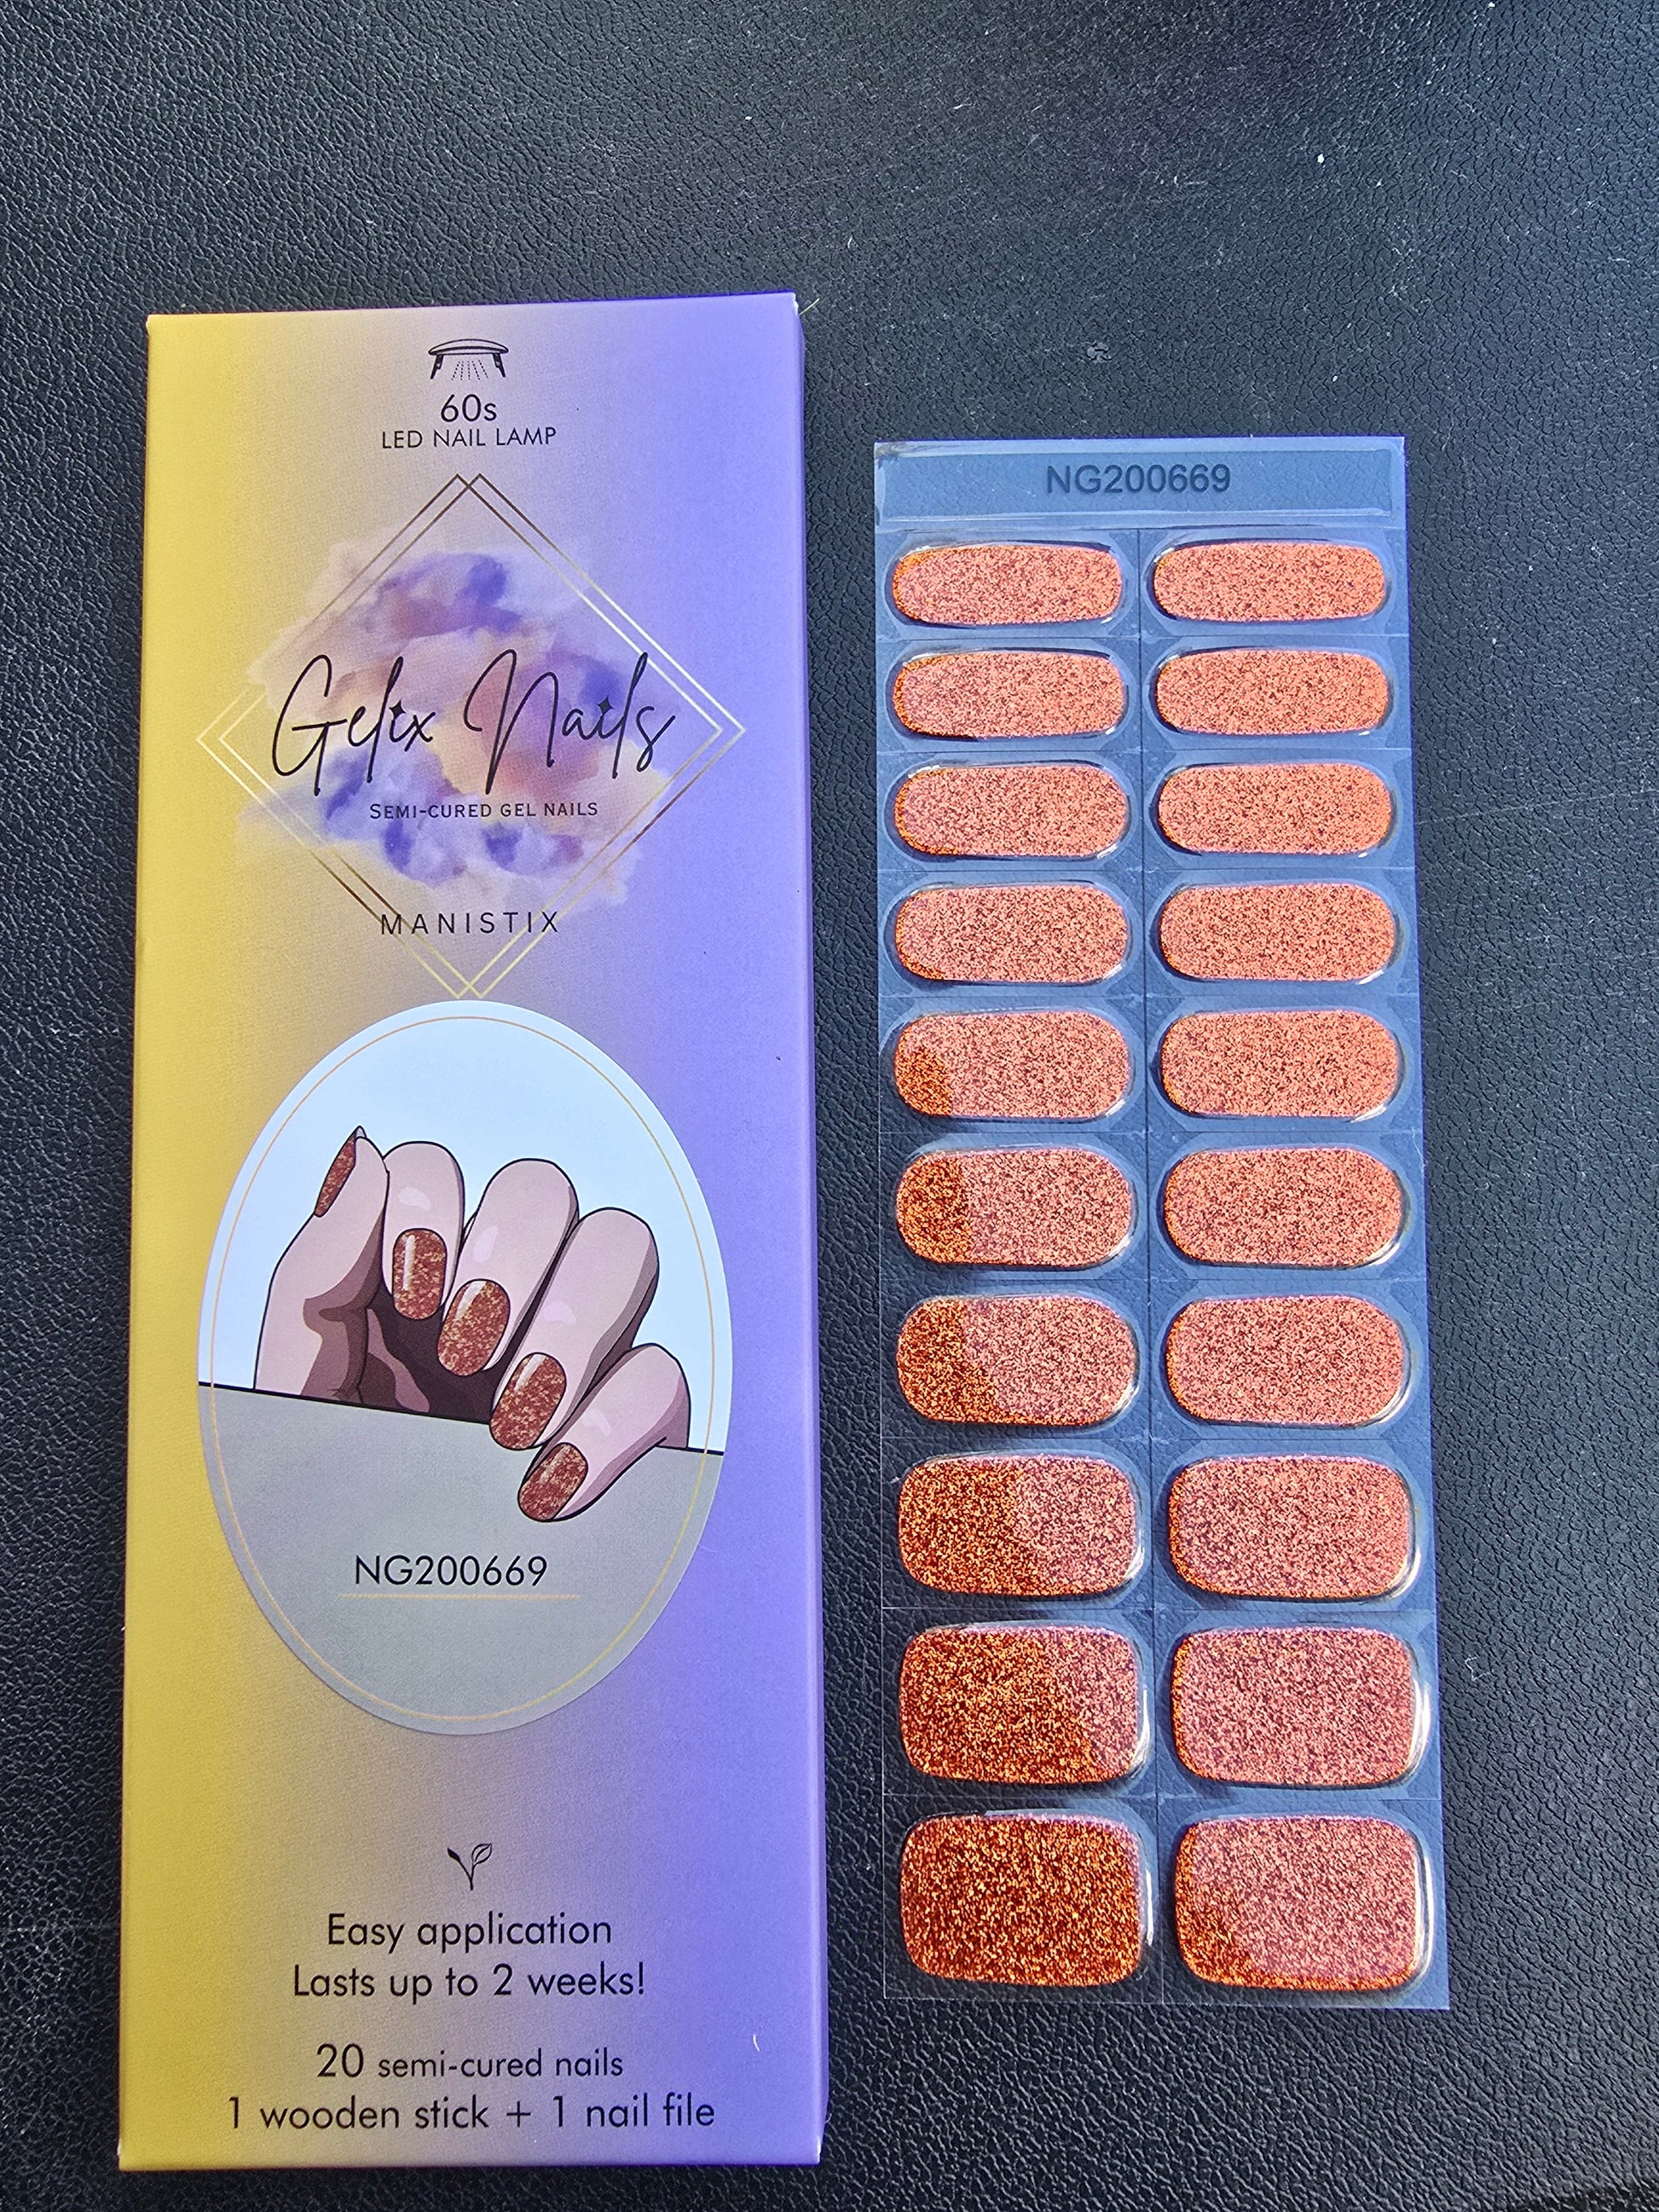 60s
LED NAIL LAMP
Gelix Nails
SEMI-CURED GEL NAILS
MANISTIX
NG200669
Easy application
Lasts up to 2 weeks!
20 semi-cured nails
1 wooden stick + 1 nail file
NG200669